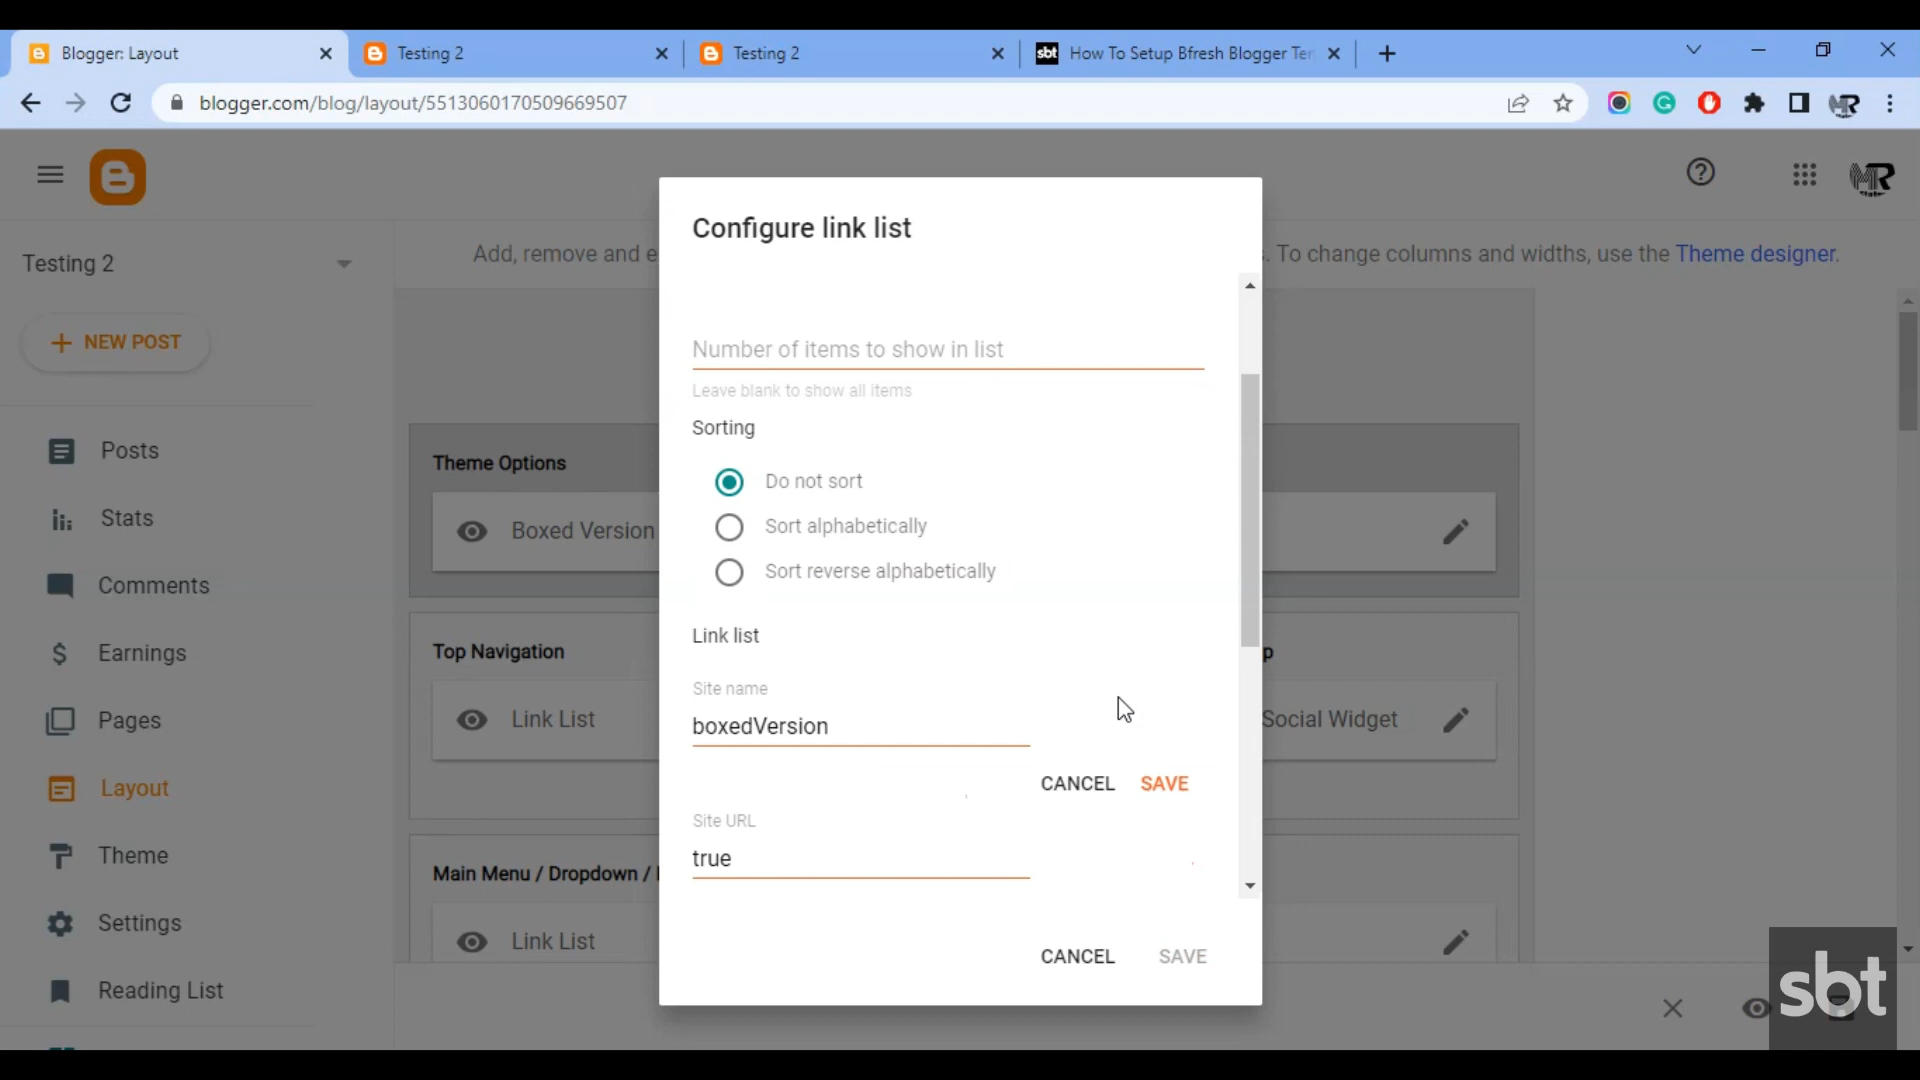 Blogger: Layout
Testing 2
Testing 2
sbt How To Setup Bfresh Blogger Ter
blogger.com/blog/layout/5513060170509669507
Testing 2
Add, remove and e
. To change columns and widths, use the Theme designer.
NEW POST
Posts
Stats
Comments
Earnings
Pages
Layout
Theme
Settings
Reading List
Theme Options
Boxed Version
Top Navigation
Link List
Social Widget
Main Menu / Dropdown /
Link List
Configure link list
Number of items to show in list
Leave blank to show all items
Sorting
Do not sort
Sort alphabetically
Sort reverse alphabetically
Link list
Site name
boxedVersion
CANCEL SAVE
Site URL
true
CANCEL SAVE
sbt